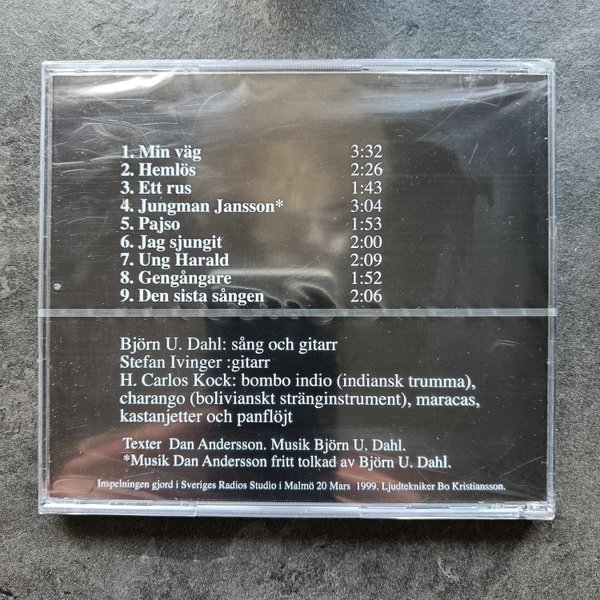 1. Min väg 3:32
2. Hemlös 2:26
3. Ett rus 1:43
4. Jungman Jansson* 3:04
5. Pajso 1:53
6. Jag sjungit 2:00
7. Ung Harald 2:09
8. Gengångare 1:52
9. Den sista sången 2:06
Björn U. Dahl: sång och gitarr
Stefan Ivinger :gitarr
H. Carlos Kock: bombo indio (indiansk trumma),
charango (bolivianskt stränginstrument), maracas,
kastanjetter och panflöjt
Texter Dan Andersson. Musik Björn U. Dahl.
*Musik Dan Andersson fritt tolkad av Björn U. Dahl.
Inspelningen gjord i Sveriges Radios Studio i Malmö 20 Mars 1999. Ljudtekniker Bo Kristiansson.